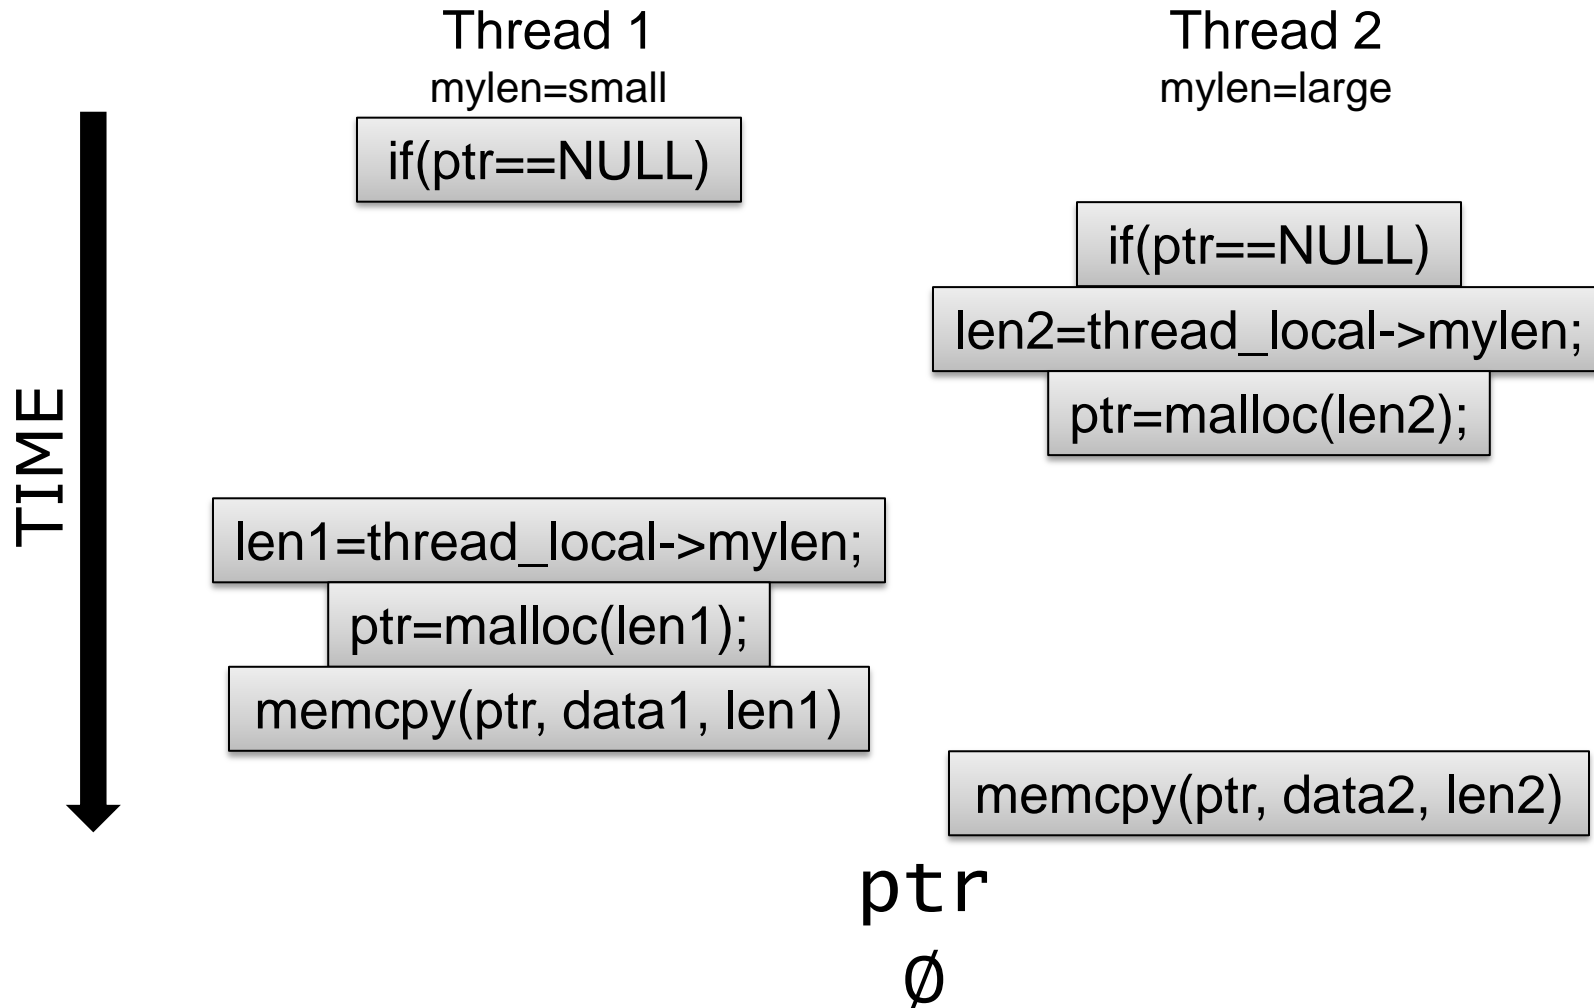 Thread 1
mylen=small
Thread 2
mylen=large
if(ptr==NULL)
if(ptr==NULL)
len2=thread_local->mylen;
ptr=malloc(len2);
TIME
len1=thread_local->mylen;
ptr=malloc(len1);
memcpy(ptr, data1, len1)
memcpy(ptr, data2, len2)
ptr
∅